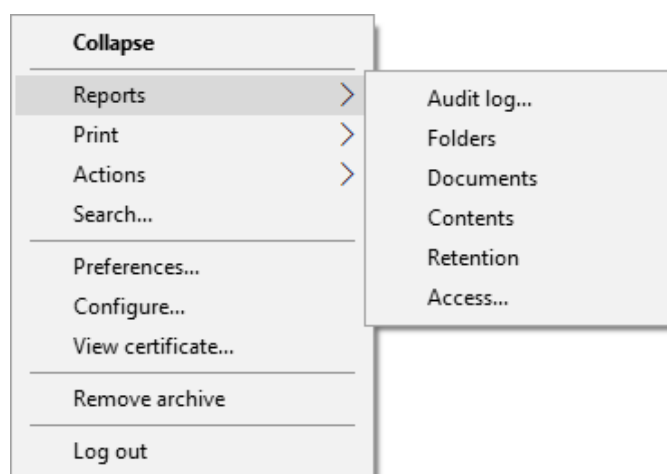 Collapse
Reports
Print
Actions
Search...
Preferences...
Configure...
View certificate...
Remove archive
Log out
Audit log...
Folders
Documents
Contents
Retention
Access...